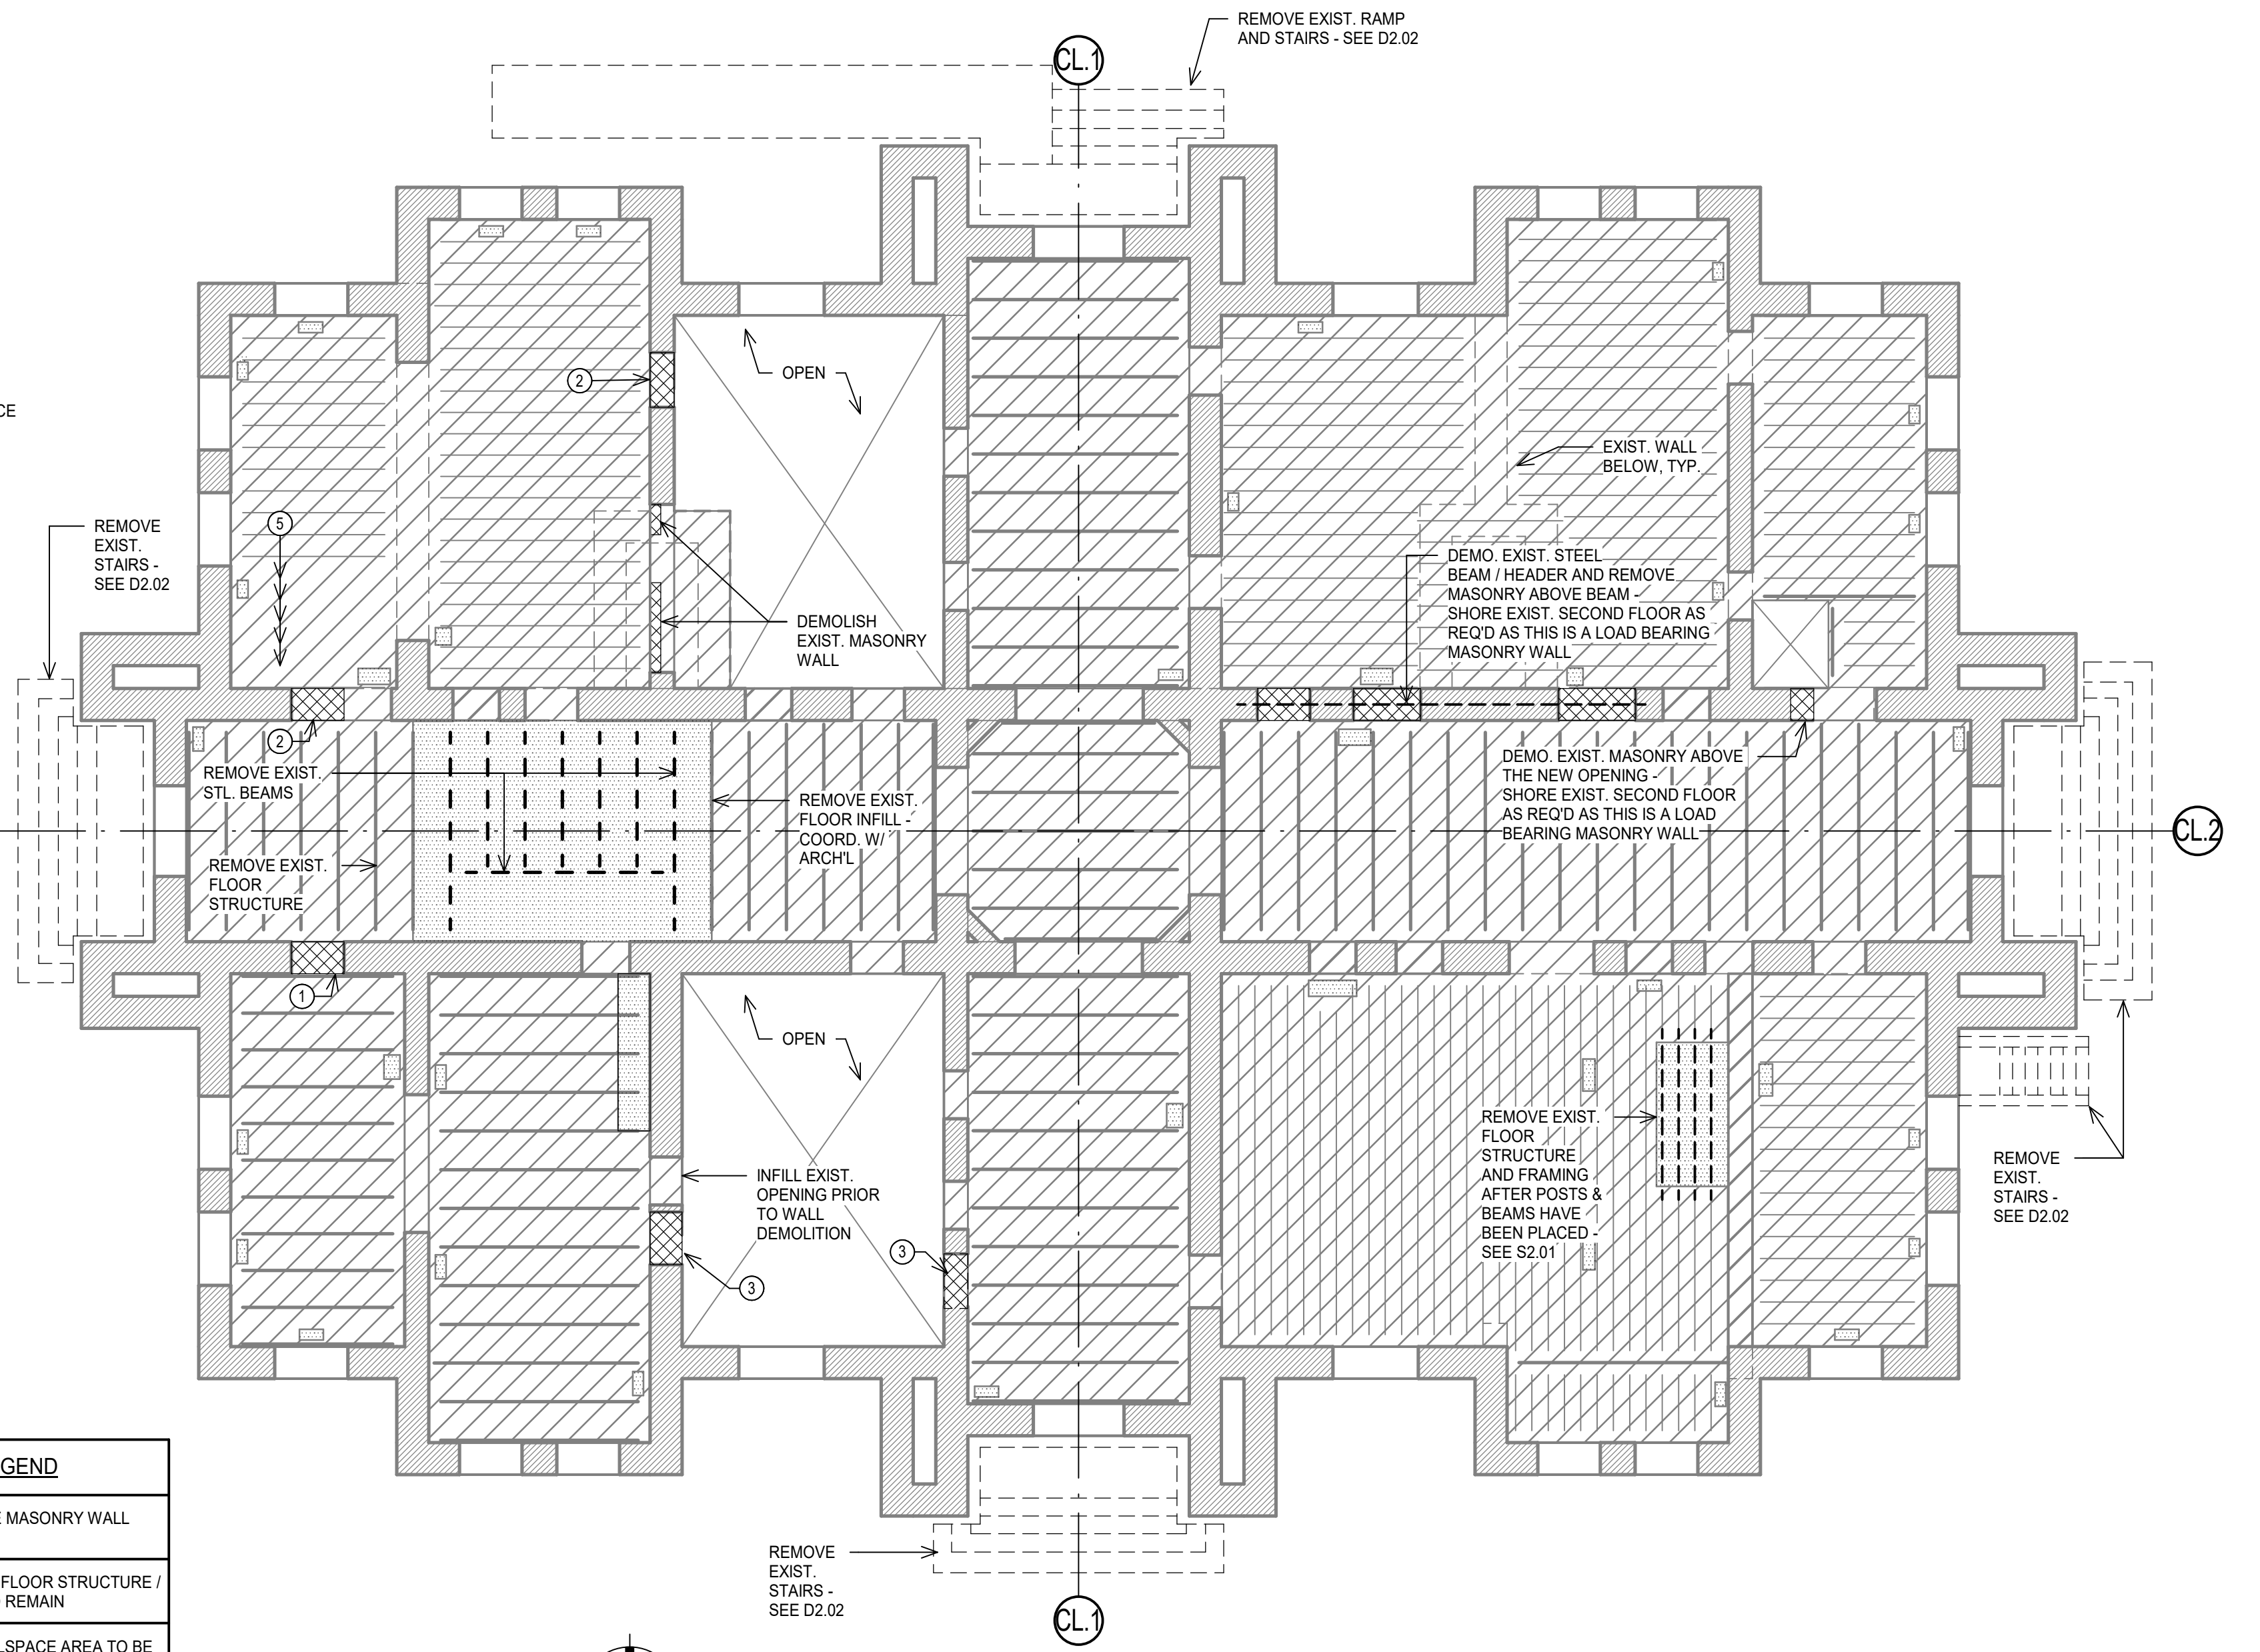 REMOVE EXIST. RAMP
AND STAIRS - SEE D2.02
CL.1
OPEN
2
CE
EXIST. WALL
BELOW, TYP.
5
REMOVE
EXIST.
STAIRS -
SEE D2.02
DEMO. EXIST. STEEL
BEAM / HEADER AND REMOVE
MASONRY ABOVE BEAM -
SHORE EXIST. SECOND FLOOR AS
REQ'D AS THIS IS A LOAD BEARING
MASONRY WALL
DEMOLISH
EXIST. MASONRY
WALL
2
REMOVE EXIST.
STL. BEAMS
DEMO. EXIST. MASONRY ABOVE
THE NEW OPENING -
SHORE EXIST. SECOND FLOOR
AS REQ'D AS THIS IS A LOAD
BEARING MASONRY WALL
REMOVE EXIST.
FLOOR INFILL -
COORD. W/
ARCH'L
CL.2
REMOVE EXIST.
FLOOR
STRUCTURE
1
OPEN
REMOVE EXIST.
FLOOR
STRUCTURE
AND FRAMING
AFTER POSTS &
BEAMS HAVE
BEEN PLACED -
SEE S2.01
REMOVE
EXIST.
STAIRS -
SEE D2.02
INFILL EXIST.
OPENING PRIOR
TO WALL
DEMOLITION
3
3
GEND
MASONRY WALL
FLOOR STRUCTURE /
REMAIN
LSPACE AREA TO BE
REMOVE
EXIST.
STAIRS -
SEE D2.02
CL.1